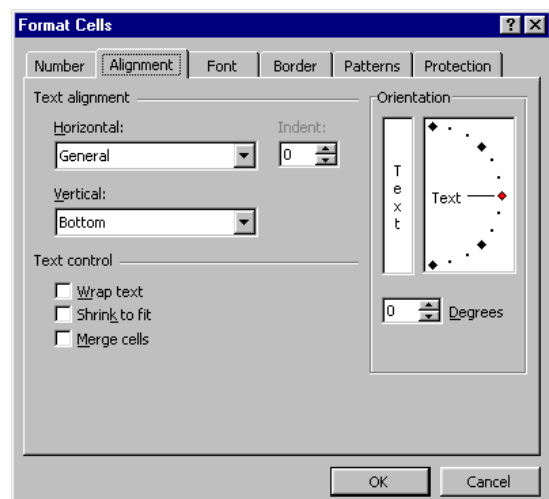 Format Cells
Number Alignment Font Border Patterns Protection
Text alignment
Horizontal:
General
Indent:
0
Vertical:
Bottom
Text control
Wrap text
Shrink to fit
Merge cells
Orientation
Text
Text
0 Degrees
OK Cancel